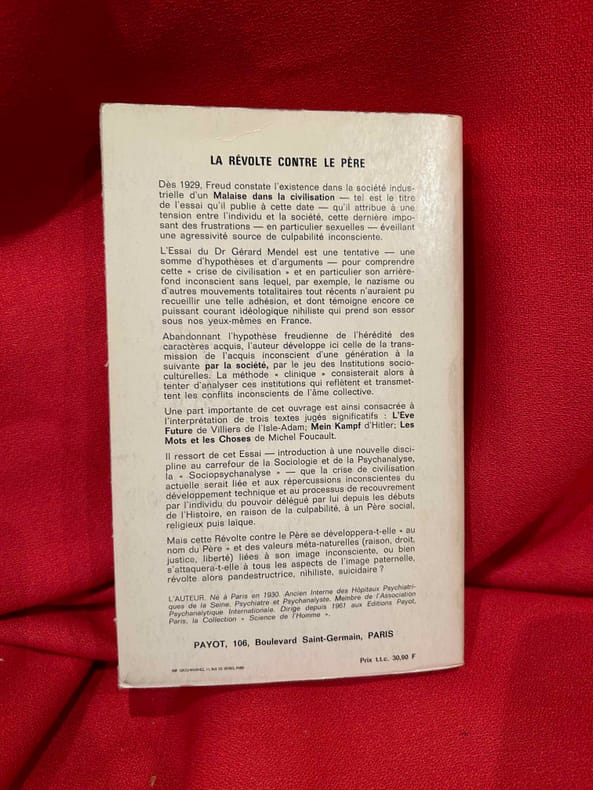 LA RÉVOLTE CONTRE LE PÈRE
Dès 1929, Freud constate l'existence dans la société indus-
trielle d'un Malaise dans la civilisation — tel est le titre
de l'essai qu'il publie à cette date — qu'il attribue à une
tension entre l'individu et la société, cette dernière impo-
sant des frustrations — en particulier sexuelles — éveillant
une agressivité source de culpabilité inconsciente.
L'Essai du Dr Gérard Mendel est une tentative — une
somme d'hypothèses et d'arguments — pour comprendre
cette « crise de civilisation » et en particulier son arrière-
fond inconscient sans lequel, par exemple, le nazisme ou
d'autres mouvements totalitaires tout récents n'auraient pu
recueillir une telle adhésion, et dont témoigne encore ce
puissant courant idéologique nihiliste qui prend son essor
sous nos yeux-mêmes en France.
Abandonnant l'hypothèse freudienne de l'hérédité des
caractères acquis, l'auteur développe ici celle de la trans-
mission de l'acquis inconscient d'une génération à la
suivante par la société, par le jeu des Institutions socio-
culturelles. La méthode « clinique » consisterait alors à
tenter d'analyser ces institutions qui reflètent et transmet-
tent les conflits inconscients de l'âme collective.
Une part importante de cet ouvrage est ainsi consacrée à
l'interprétation de trois textes jugés significatifs : L'Ève
Future de Villiers de l'Isle-Adam; Mein Kampf d'Hitler; Les
Mots et les Choses de Michel Foucault.
Il ressort de cet Essai — introduction à une nouvelle disci-
pline au carrefour de la Sociologie et de la Psychanalyse,
la « Sociopsychanalyse » — que la crise de civilisation
actuelle serait liée et aux répercussions inconscientes du
développement technique et au processus de recouvrement
par l'individu du pouvoir délégué par lui depuis les débuts
de l'Histoire, en raison de la culpabilité, à un Père social,
religieux puis laïque.
Mais cette Révolte contre le Père se développera-t-elle « au
nom du Père » et des valeurs méta-naturelles (raison, droit,
justice, liberté) liées à son image inconsciente, ou bien
s'attaquera-t-elle à tous les aspects de l'image paternelle,
révolte alors pandestructrice, nihiliste, suicidaire ?
L'AUTEUR. Né à Paris en 1930. Ancien Interne des Hôpitaux Psychiatri-
ques de la Seine. Psychiatre et Psychanalyste. Membre de l'Association
Psychanalytique Internationale. Dirige depuis 1961 aux Editions Payot,
Paris, la Collection « Science de l'Homme ».
PAYOT, 106, Boulevard Saint-Germain, PARIS
Prix t.t.c. 30,90 F